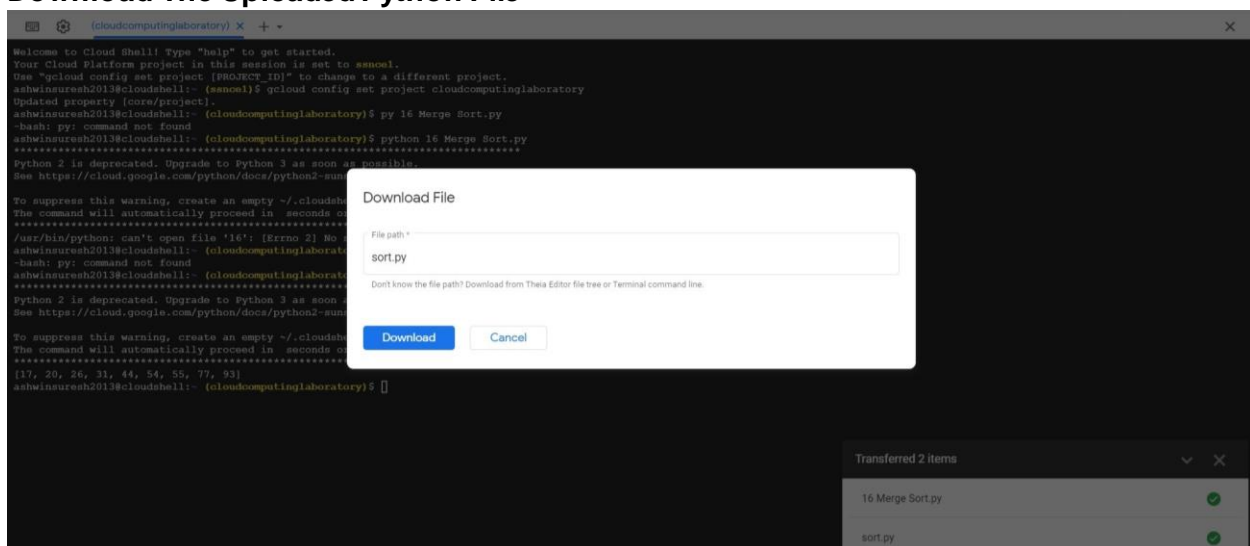 Download The Uploaded Python File
(cloudcomputinglaboratory)
Welcome to Cloud Shell! Type "help" to get started.
Your Cloud Platform project in this session is set to ssncel.
Use "gcloud config set project [PROJECT_ID]" to change to a different project.
ashwinsuresh2013@cloudshell:~ (ssncel)$ gcloud config set project cloudcomputinglaboratory
Updated property [core/project].
ashwinsuresh2013@cloudshell:~ (cloudcomputinglaboratory)$ py 16 Merge Sort.py
-bash: py: command not found
ashwinsuresh2013@cloudshell:~ (cloudcomputinglaboratory)$ python 16 Merge Sort.py
********************************************************************************
Python 2 is deprecated. Upgrade to Python 3 as soon as possible.
See https://cloud.google.com/python/docs/python2-suns
To suppress this warning, create an empty ~/.cloudshe
The command will automatically proceed in  seconds o
****************************************************
/usr/bin/python: can't open file '16': [Errno 2] No
ashwinsuresh2013@cloudshell:~ (cloudcomputinglaborato
-bash: py: command not found
ashwinsuresh2013@cloudshell:~ (cloudcomputinglaborat
****************************************************
Python 2 is deprecated. Upgrade to Python 3 as soon
See https://cloud.google.com/python/docs/python2-suns
To suppress this warning, create an empty ~/.cloudshe
The command will automatically proceed in  seconds o
****************************************************
[17, 20, 26, 31, 44, 54, 55, 77, 93]
ashwinsuresh2013@cloudshell:~ (cloudcomputinglaboratory)$
Download File
File path *
sort.py
Don't know the file path? Download from Theia Editor file tree or Terminal command line.
Download Cancel
Transferred 2 items
16 Merge Sort.py
sort.py